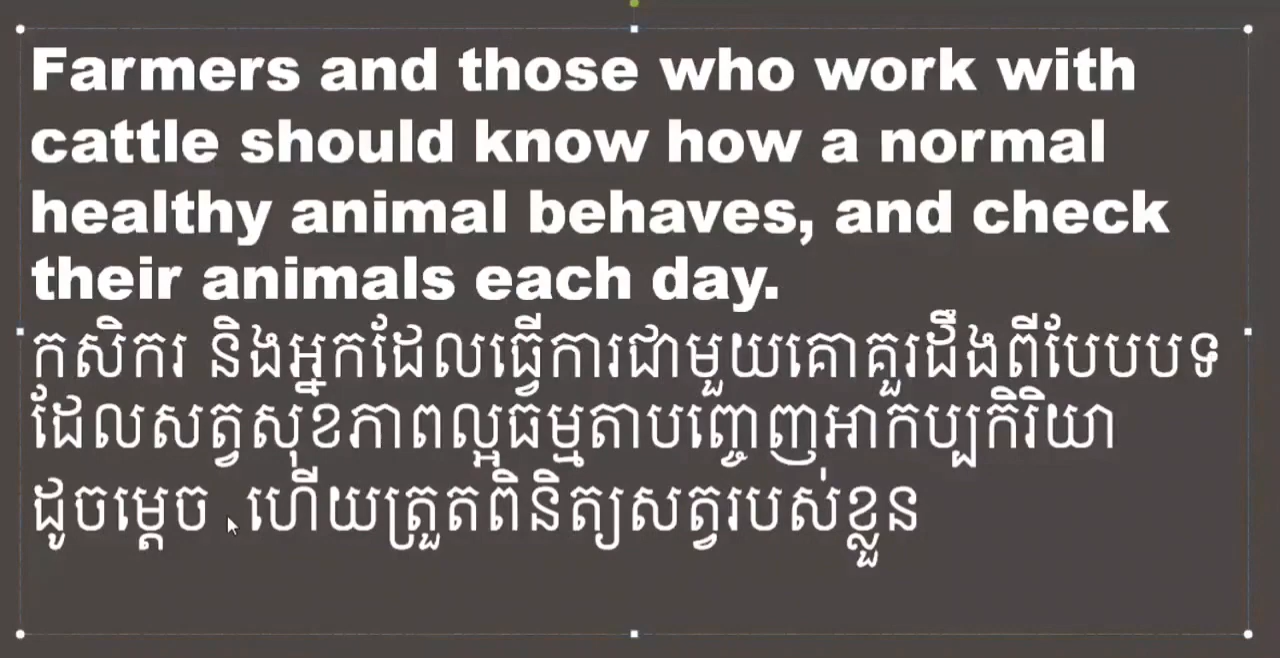 Farmers and those who work with
cattle should know how a normal
healthy animal behaves, and check
their animals each day.
កសិករ និងអ្នកដែលធ្វើការជាមួយគោគួរដឹងពីបែបបទ
ដែលសត្វសុខភាពល្អធម្មតាបញ្ចេញអាកប្បកិរិយា
ដូចម្ដេច ហើយត្រួតពិនិត្យសត្វរបស់ខ្លួន